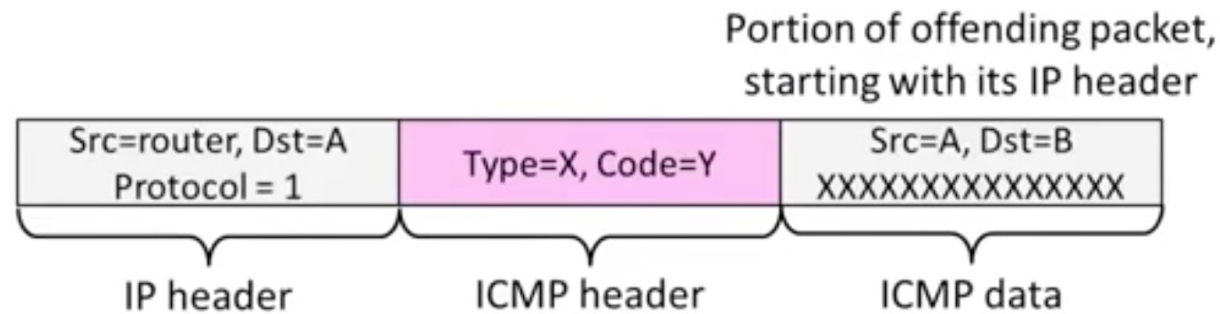 Portion of offending packet,
starting with its IP header
Src=router, Dst=A
Protocol = 1
Type=X, Code=Y
Src=A, Dst=B
XXXXXXXXXXXXXXX
IP header
ICMP header
ICMP data